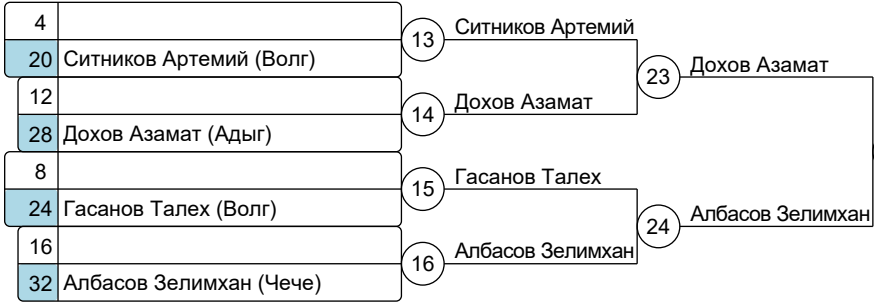 4
13
Ситников Артемий
20 Ситников Артемий (Волг)
23
Дохов Азамат
12
14
Дохов Азамат
28 Дохов Азамат (Адыг)
8
15
Гасанов Талех
24 Гасанов Талех (Волг)
24
Албасов Зелимхан
16
16
Албасов Зелимхан
32 Албасов Зелимхан (Чече)